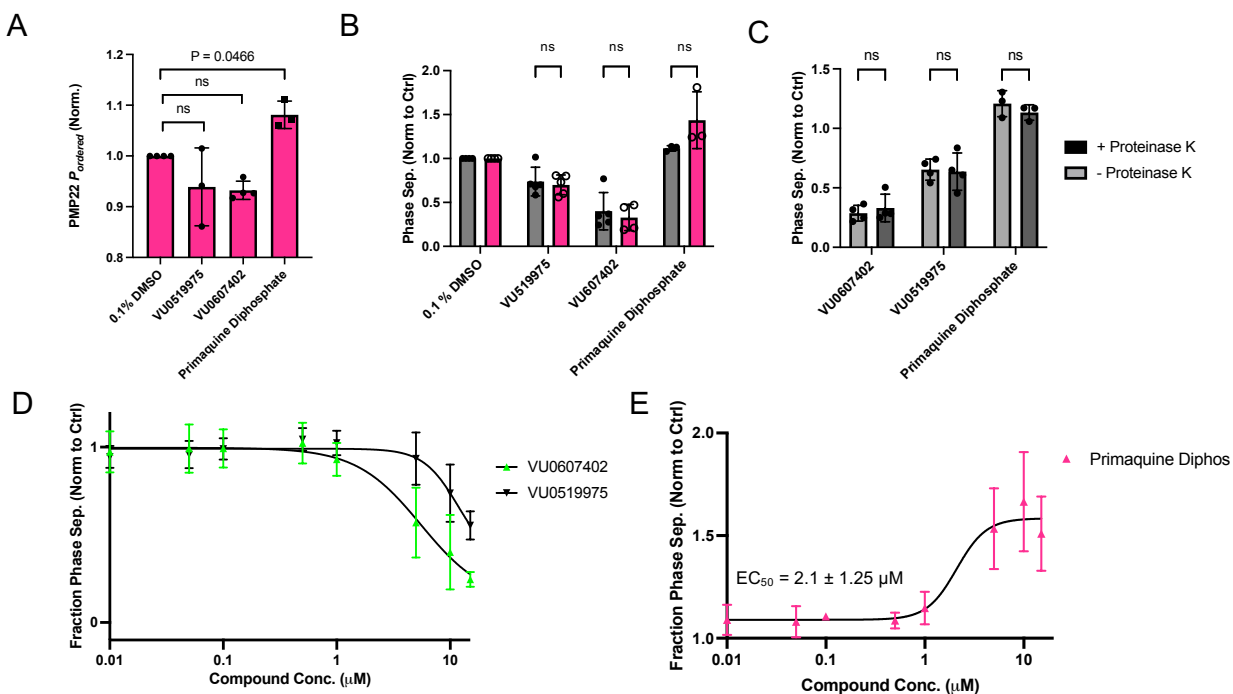 A
PMP22 Pordered (Norm.)
1.2
1.1
1.0
0.9
0.8
P = 0.0466
ns
ns
0.1% DMSO
VU0519975
VU0607402
Primaquine Diphosphate
B
Phase Sep. (Norm to Ctrl)
2.0
1.5
1.0
0.5
0.0
ns
ns
ns
0.1 % DMSO
VU519975
VU607402
Primaquine Diphosphate
C
Phase Sep. (Norm to Ctrl)
1.5
1.0
0.5
0.0
ns
ns
ns
VU0607402
VU0519975
Primaquine Diphosphate
+ Proteinase K
- Proteinase K
D
Fraction Phase Sep. (Norm to Ctrl)
1
0
0.01
0.1
1
10
Compound Conc. (μM)
VU0607402
VU0519975
E
Fraction Phase Sep. (Norm to Ctrl)
2.0
1.5
1.0
EC50 = 2.1 ± 1.25 μM
0.01
0.1
1
10
Compound Conc. (μM)
Primaquine Diphos